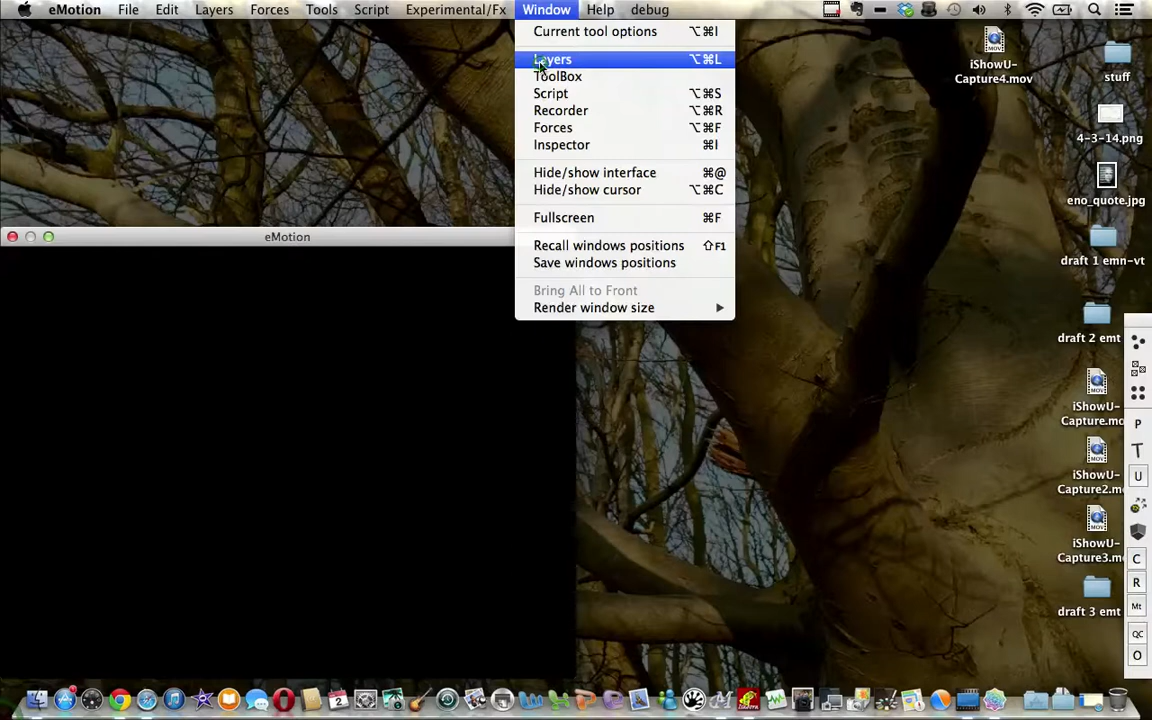 eMotion File Edit Layers Forces Tools Script Experimental/Fx Window Help debug
Current tool options ⌥⌘I
Layers ⌥⌘L
ToolBox
Script ⌥⌘S
Recorder ⌥⌘R
Forces ⌥⌘F
Inspector ⌘I
Hide/show interface ⌘@
Hide/show cursor ⌥⌘C
Fullscreen ⌘F
Recall windows positions ⇧F1
Save windows positions
Bring All to Front
Render window size
eMotion
iShowU-
Capture4.mov
stuff
4-3-14.png
eno_quote.jpg
draft 1 emn-vt
draft 2 emt
iShowU-
Capture.mo
iShowU-
Capture2.m
iShowU-
Capture3.m
draft 3 emt
P
T
U
C
R
Mt
QC
O